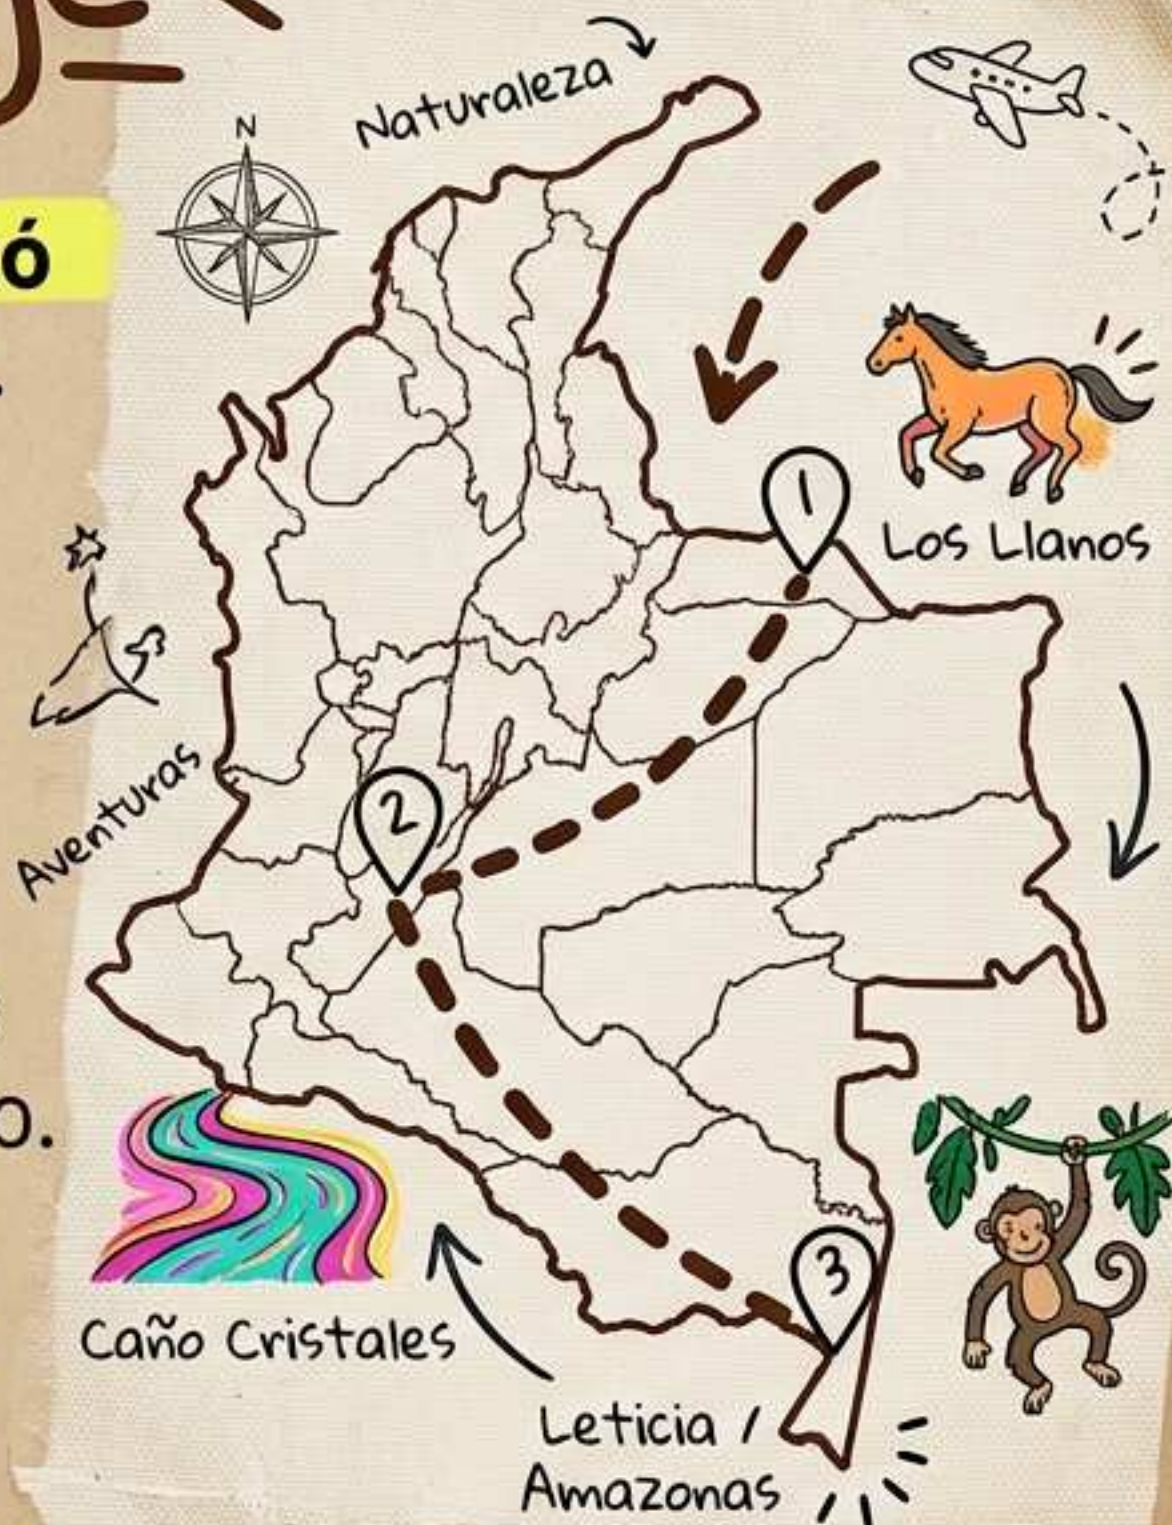 Naturaleza
N
ó
1
Los Llanos
Aventuras
2
O.
3
Caño Cristales
Leticia /
Amazonas